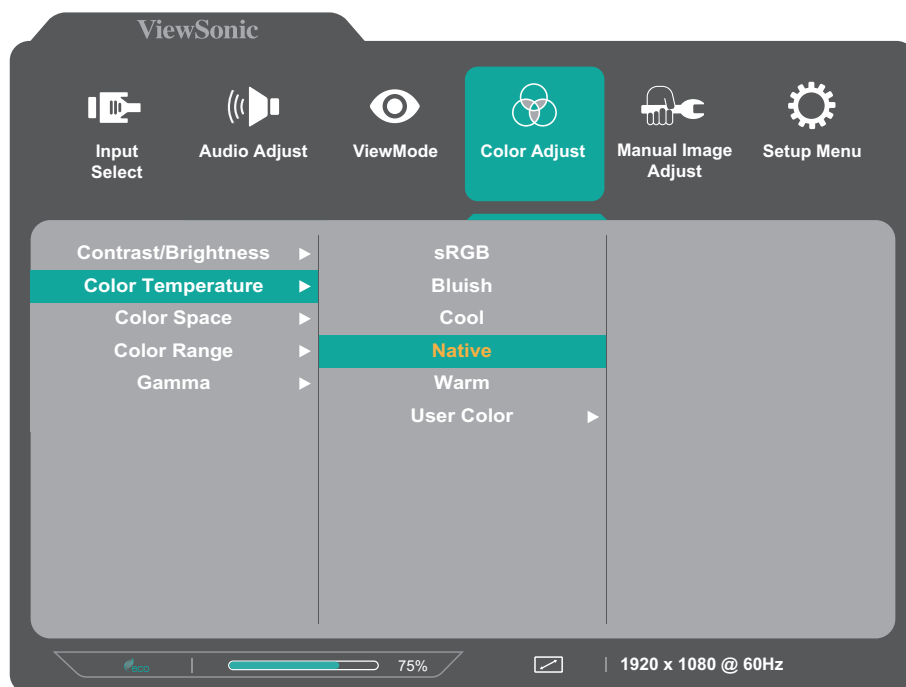 ViewSonic
Input
Select
Audio Adjust
ViewMode
Color Adjust
Manual Image
Adjust
Setup Menu
Contrast/Brightness
Color Temperature
Color Space
Color Range
Gamma
sRGB
Bluish
Cool
Native
Warm
User Color
eco
75%
1920 x 1080 @ 60Hz